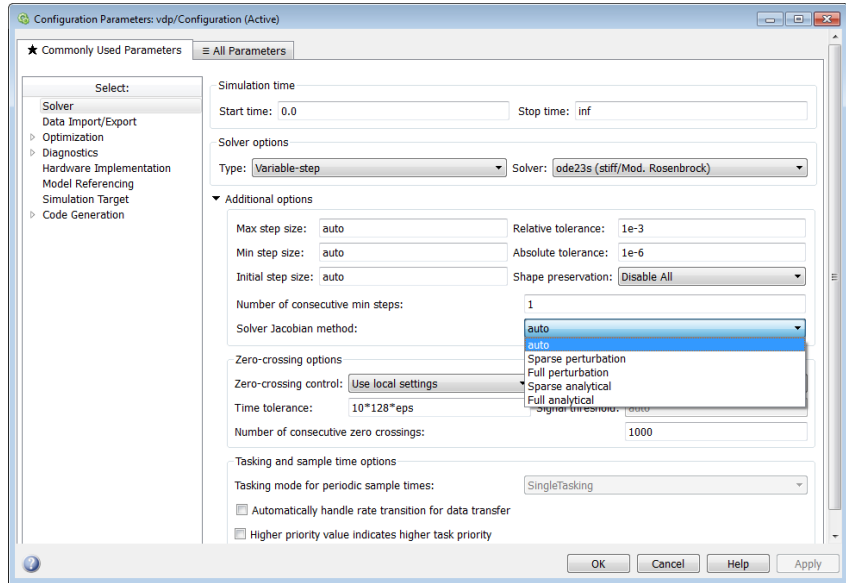 Configuration Parameters: vdp/Configuration (Active)
★ Commonly Used Parameters
≡ All Parameters
Select:
Solver
Data Import/Export
Optimization
Diagnostics
Hardware Implementation
Model Referencing
Simulation Target
Code Generation
Simulation time
Start time: 0.0 Stop time: inf
Solver options
Type: Variable-step Solver: ode23s (stiff/Mod. Rosenbrock)
Additional options
Max step size: auto Relative tolerance: 1e-3
Min step size: auto Absolute tolerance: 1e-6
Initial step size: auto Shape preservation: Disable All
Number of consecutive min steps: 1
Solver Jacobian method: auto
auto
Sparse perturbation
Full perturbation
Sparse analytical
Full analytical
Zero-crossing options
Zero-crossing control: Use local settings
Time tolerance: 10*128*eps Signal threshold: auto
Number of consecutive zero crossings: 1000
Tasking and sample time options
Tasking mode for periodic sample times: SingleTasking
Automatically handle rate transition for data transfer
Higher priority value indicates higher task priority
OK Cancel Help Apply